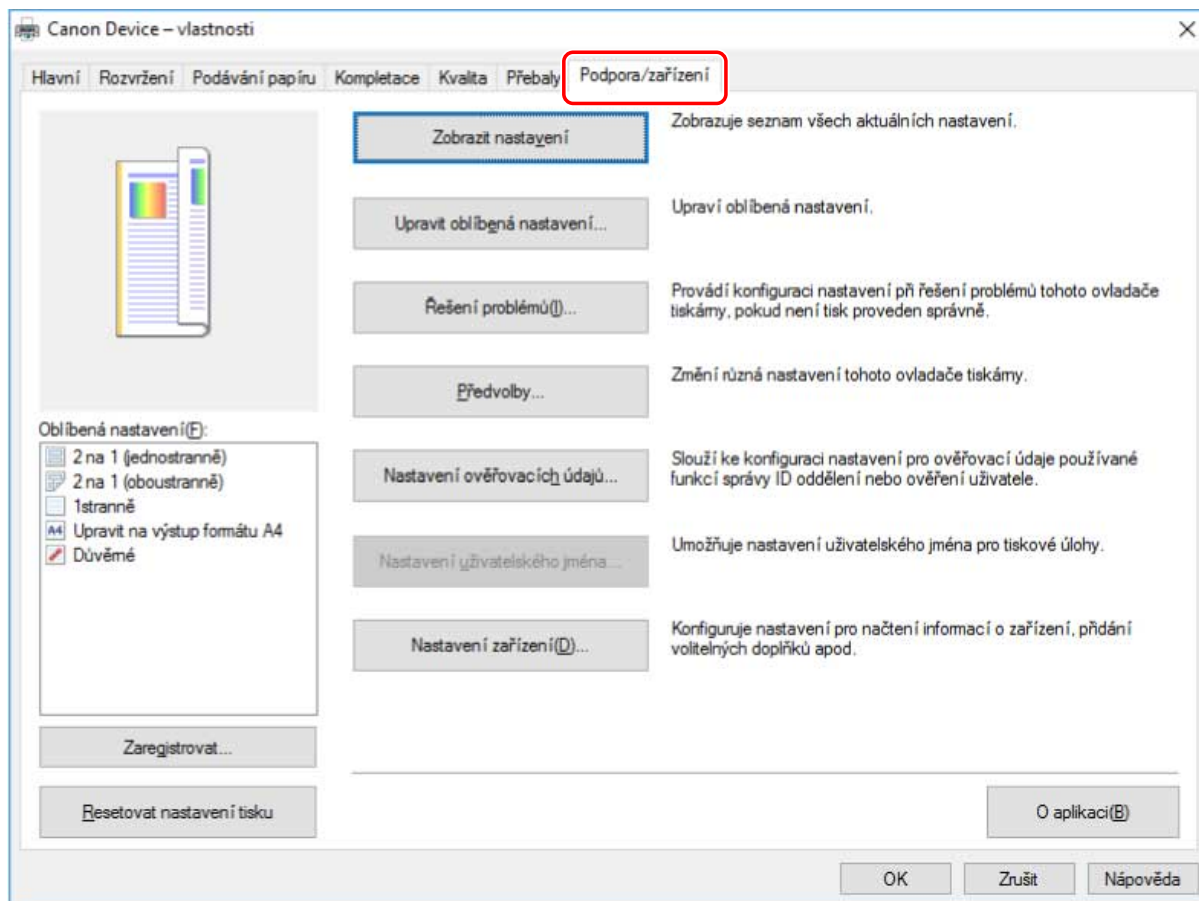 Canon Device – vlastnosti
Hlavní Rozvržení Podávání papíru Kompletace Kvalita Přebaly Podpora/zařízení
Zobrazit nastavení
Zobrazuje seznam všech aktuálních nastavení.
Upravit oblíbená nastavení...
Upraví oblíbená nastavení.
Řešení problémů(I)...
Provádí konfiguraci nastavení při řešení problémů tohoto ovladače
tiskárny, pokud není tisk proveden správně.
Předvolby...
Změní různá nastavení tohoto ovladače tiskárny.
Oblíbená nastavení(F):
2 na 1 (jednostranně)
2 na 1 (oboustranně)
1stranně
A4 Upravit na výstup formátu A4
Důvěrné
Nastavení ověřovacích údajů...
Slouží ke konfiguraci nastavení pro ověřovací údaje používané
funkcí správy ID oddělení nebo ověření uživatele.
Nastavení uživatelského jména...
Umožňuje nastavení uživatelského jména pro tiskové úlohy.
Nastavení zařízení(D)...
Konfiguruje nastavení pro načtení informací o zařízení, přidání
volitelných doplňků apod.
Zaregistrovat...
Resetovat nastavení tisku
O aplikaci(B)
OK Zrušit Nápověda